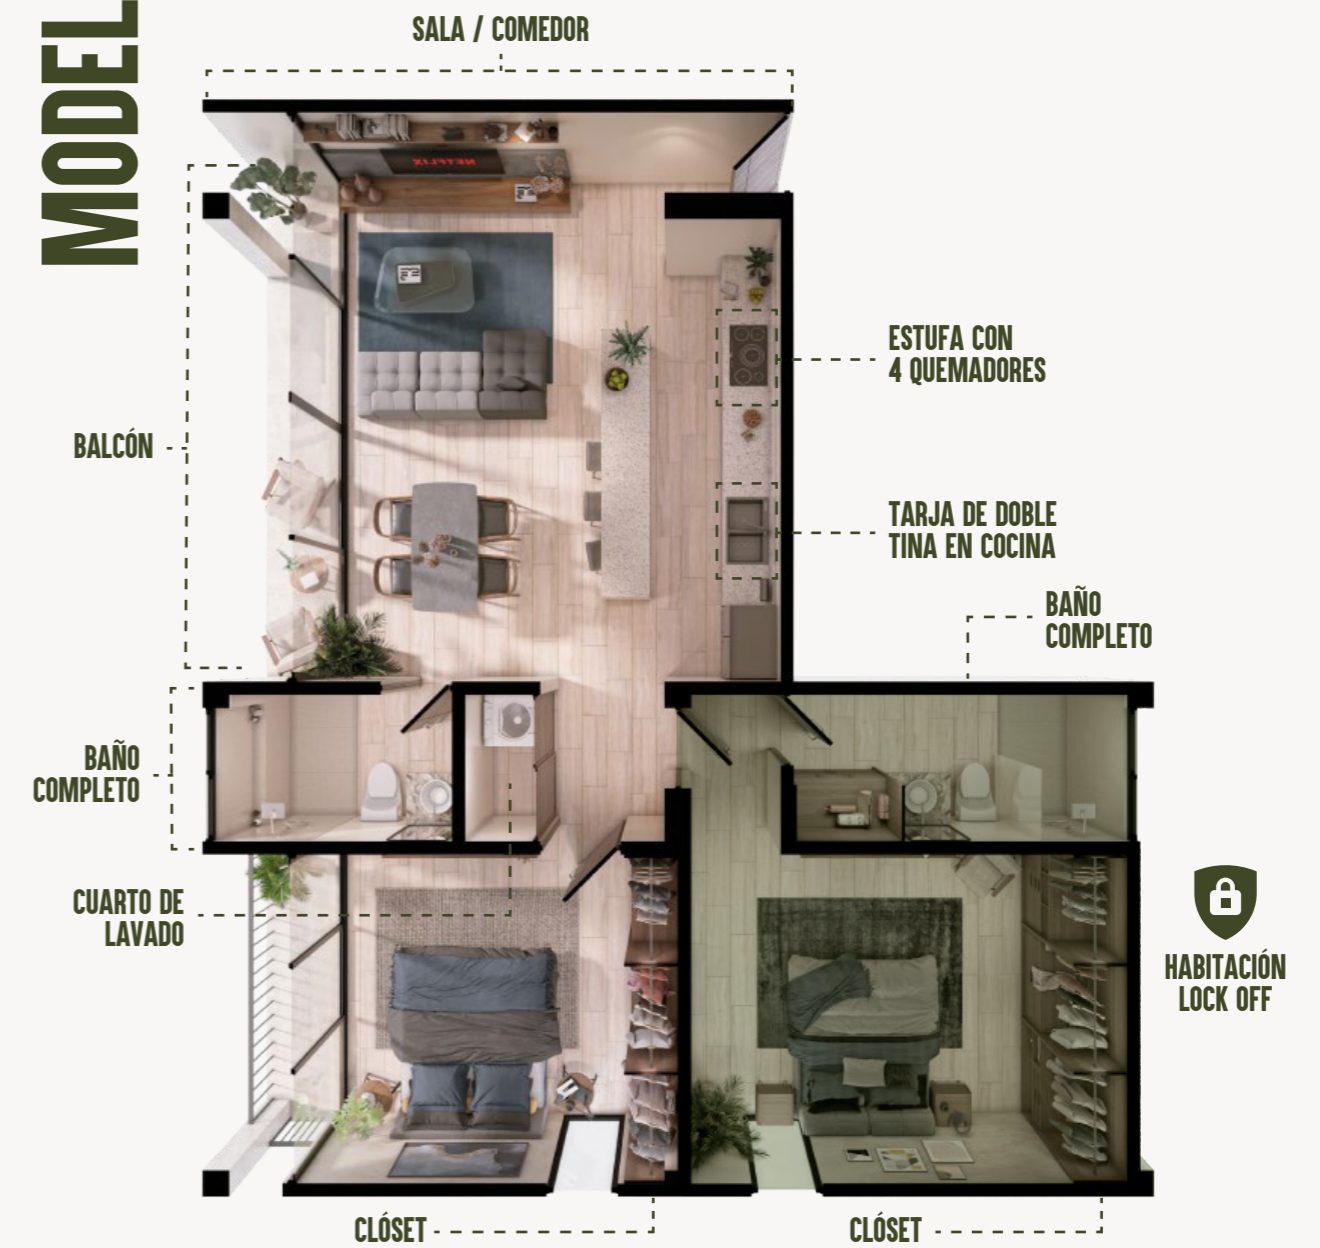 MODEL
SALA / COMEDOR
NETFLIX
ESTUFA CON
4 QUEMADORES
BALCÓN
TARJA DE DOBLE
TINA EN COCINA
BAÑO
COMPLETO
BAÑO
COMPLETO
CUARTO DE
LAVADO
HABITACIÓN
LOCK OFF
CLÓSET
CLÓSET